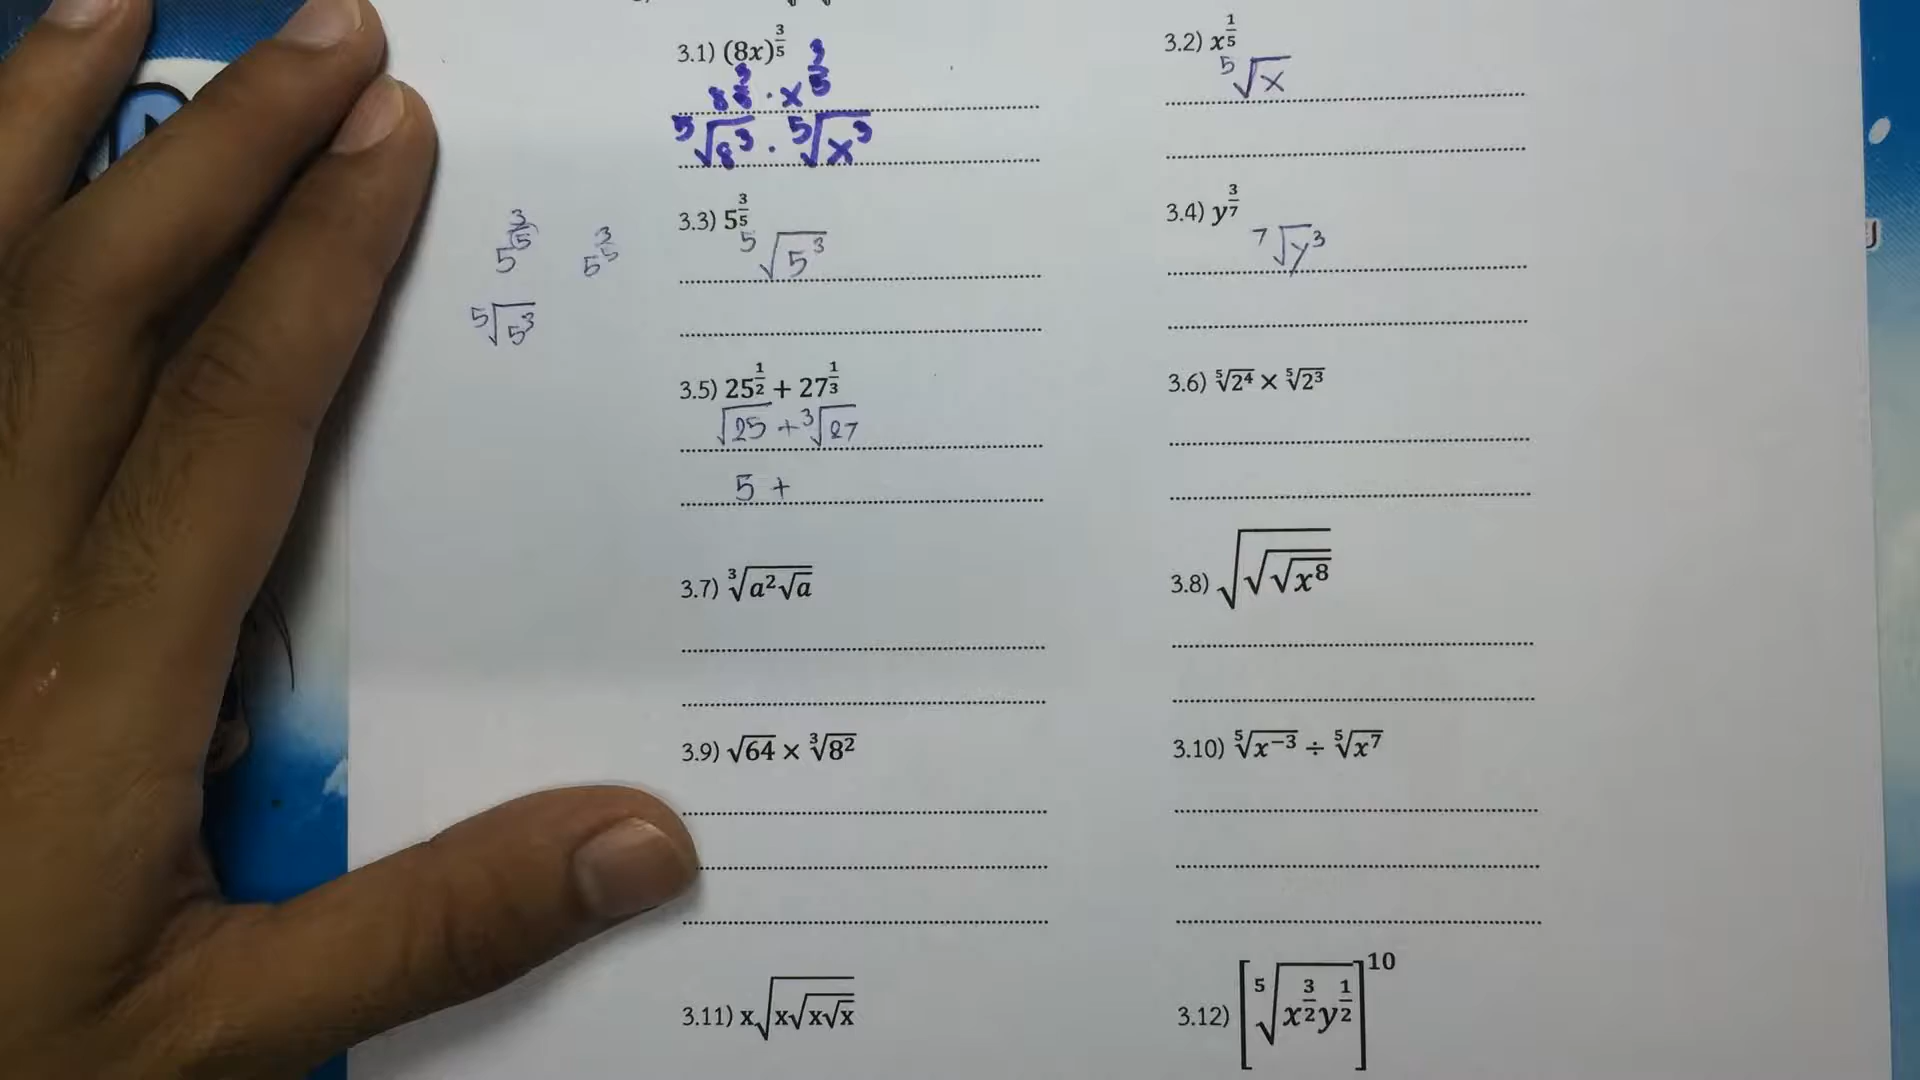 3.1) (8x)^{3/5}
8^{3/5} · x^{3/5}
⁵√8³ · ⁵√x³
3.2) x^{1/5}
⁵√x
3.3) 5^{3/5}
⁵√5³
5^{3/5} 5^{3/5}
⁵√5³
3.4) y^{3/7}
⁷√y³
3.5) 25^{1/2} + 27^{1/3}
√25 + ³√27
5 +
3.6) ⁵√2⁴ × ⁵√2³
3.7) ³√(a²√a)
3.8) √(√(√x⁸))
3.9) √64 × ³√8²
3.10) ⁵√x⁻³ ÷ ⁵√x⁷
3.11) x√(x√(x√x))
3.12) [⁵√(x^{3/2}y^{1/2})]^{10}